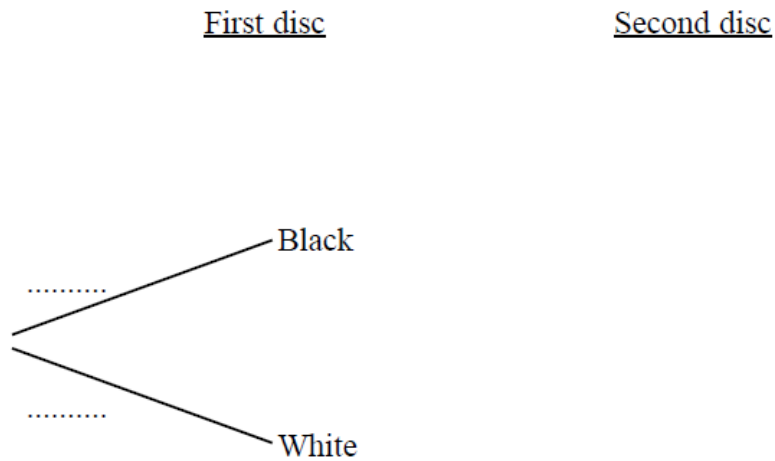 First disc Second disc
Black
..........
..........
White